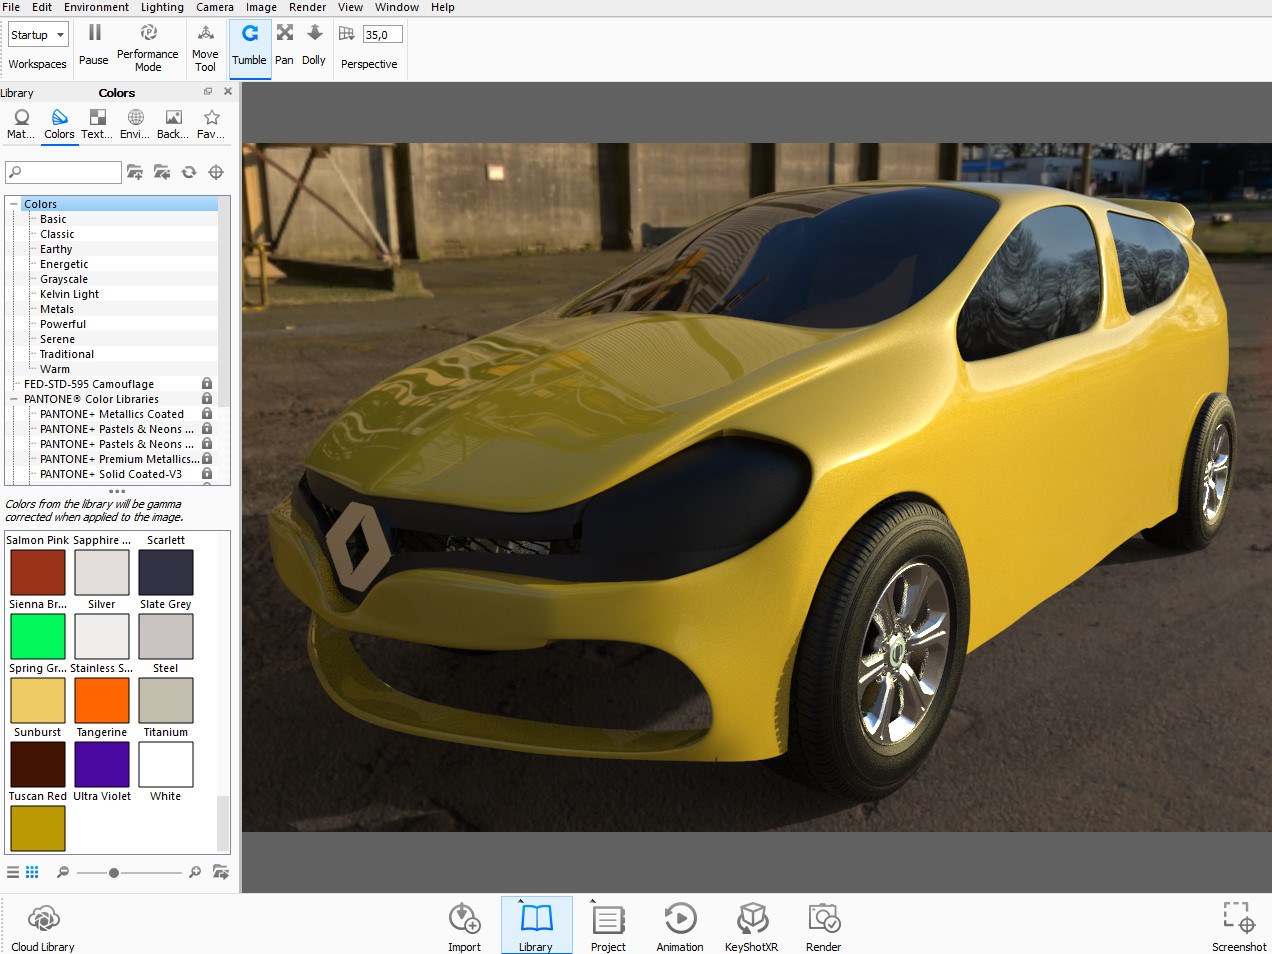 File Edit Environment Lighting Camera Image Render View Window Help
Startup
35,0
Workspaces Pause Performance Mode Move Tool Tumble Pan Dolly Perspective
Library Colors
Mat... Colors Text... Envi... Back... Fav...
Colors
Basic
Classic
Earthy
Energetic
Grayscale
Kelvin Light
Metals
Powerful
Serene
Traditional
Warm
FED-STD-595 Camouflage
PANTONE® Color Libraries
PANTONE+ Metallics Coated
PANTONE+ Pastels & Neons ...
PANTONE+ Pastels & Neons ...
PANTONE+ Premium Metallics...
PANTONE+ Solid Coated-V3
Colors from the library will be gamma
corrected when applied to the image.
Salmon Pink Sapphire ... Scarlett
Sienna Br... Silver Slate Grey
Spring Gr... Stainless S... Steel
Sunburst Tangerine Titanium
Tuscan Red Ultra Violet White
Cloud Library Import Library Project Animation KeyShotXR Render Screenshot